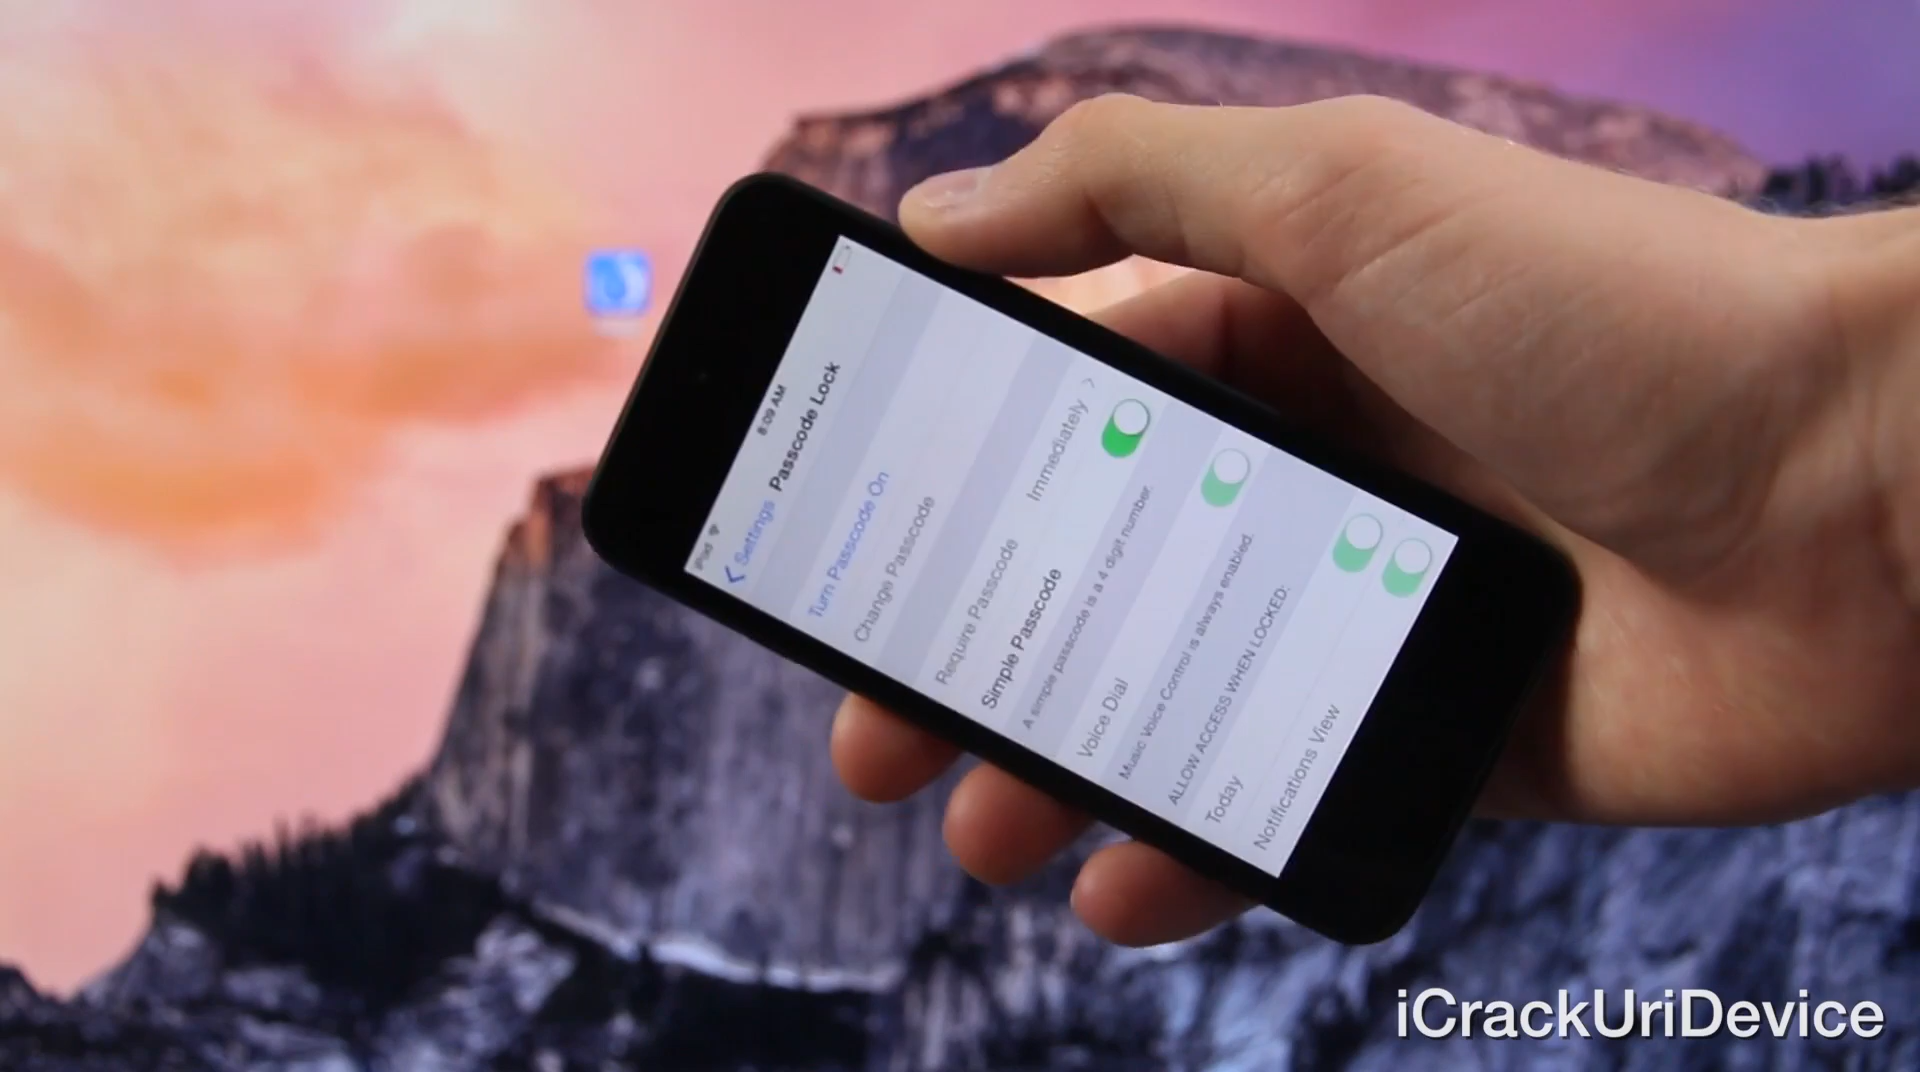 iPod
8:09 AM
Settings
Passcode Lock
Turn Passcode On
Change Passcode
Require Passcode
Immediately
Simple Passcode
A simple passcode is a 4 digit number.
Voice Dial
Music Voice Control is always enabled.
ALLOW ACCESS WHEN LOCKED:
Today
Notifications View
iCrackUriDevice